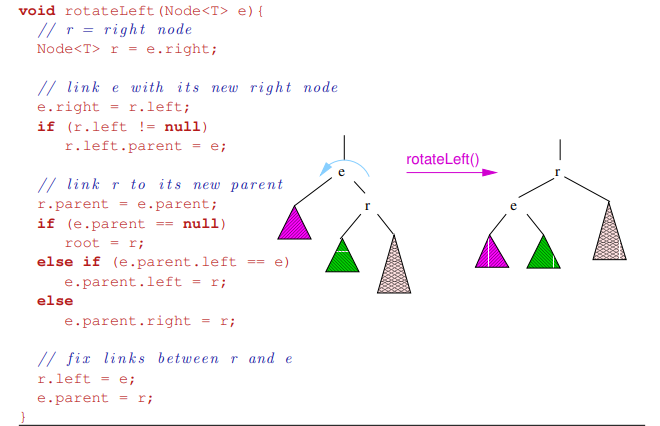 void rotateLeft(Node<T> e){
// r = right node
Node<T> r = e.right;
// link e with its new right node
e.right = r.left;
if (r.left != null)
r.left.parent = e;
// link r to its new parent
r.parent = e.parent;
if (e.parent == null)
root = r;
else if (e.parent.left == e)
e.parent.left = r;
else
e.parent.right = r;
// fix links between r and e
r.left = e;
e.parent = r;
}
e
r
rotateLeft()
r
e